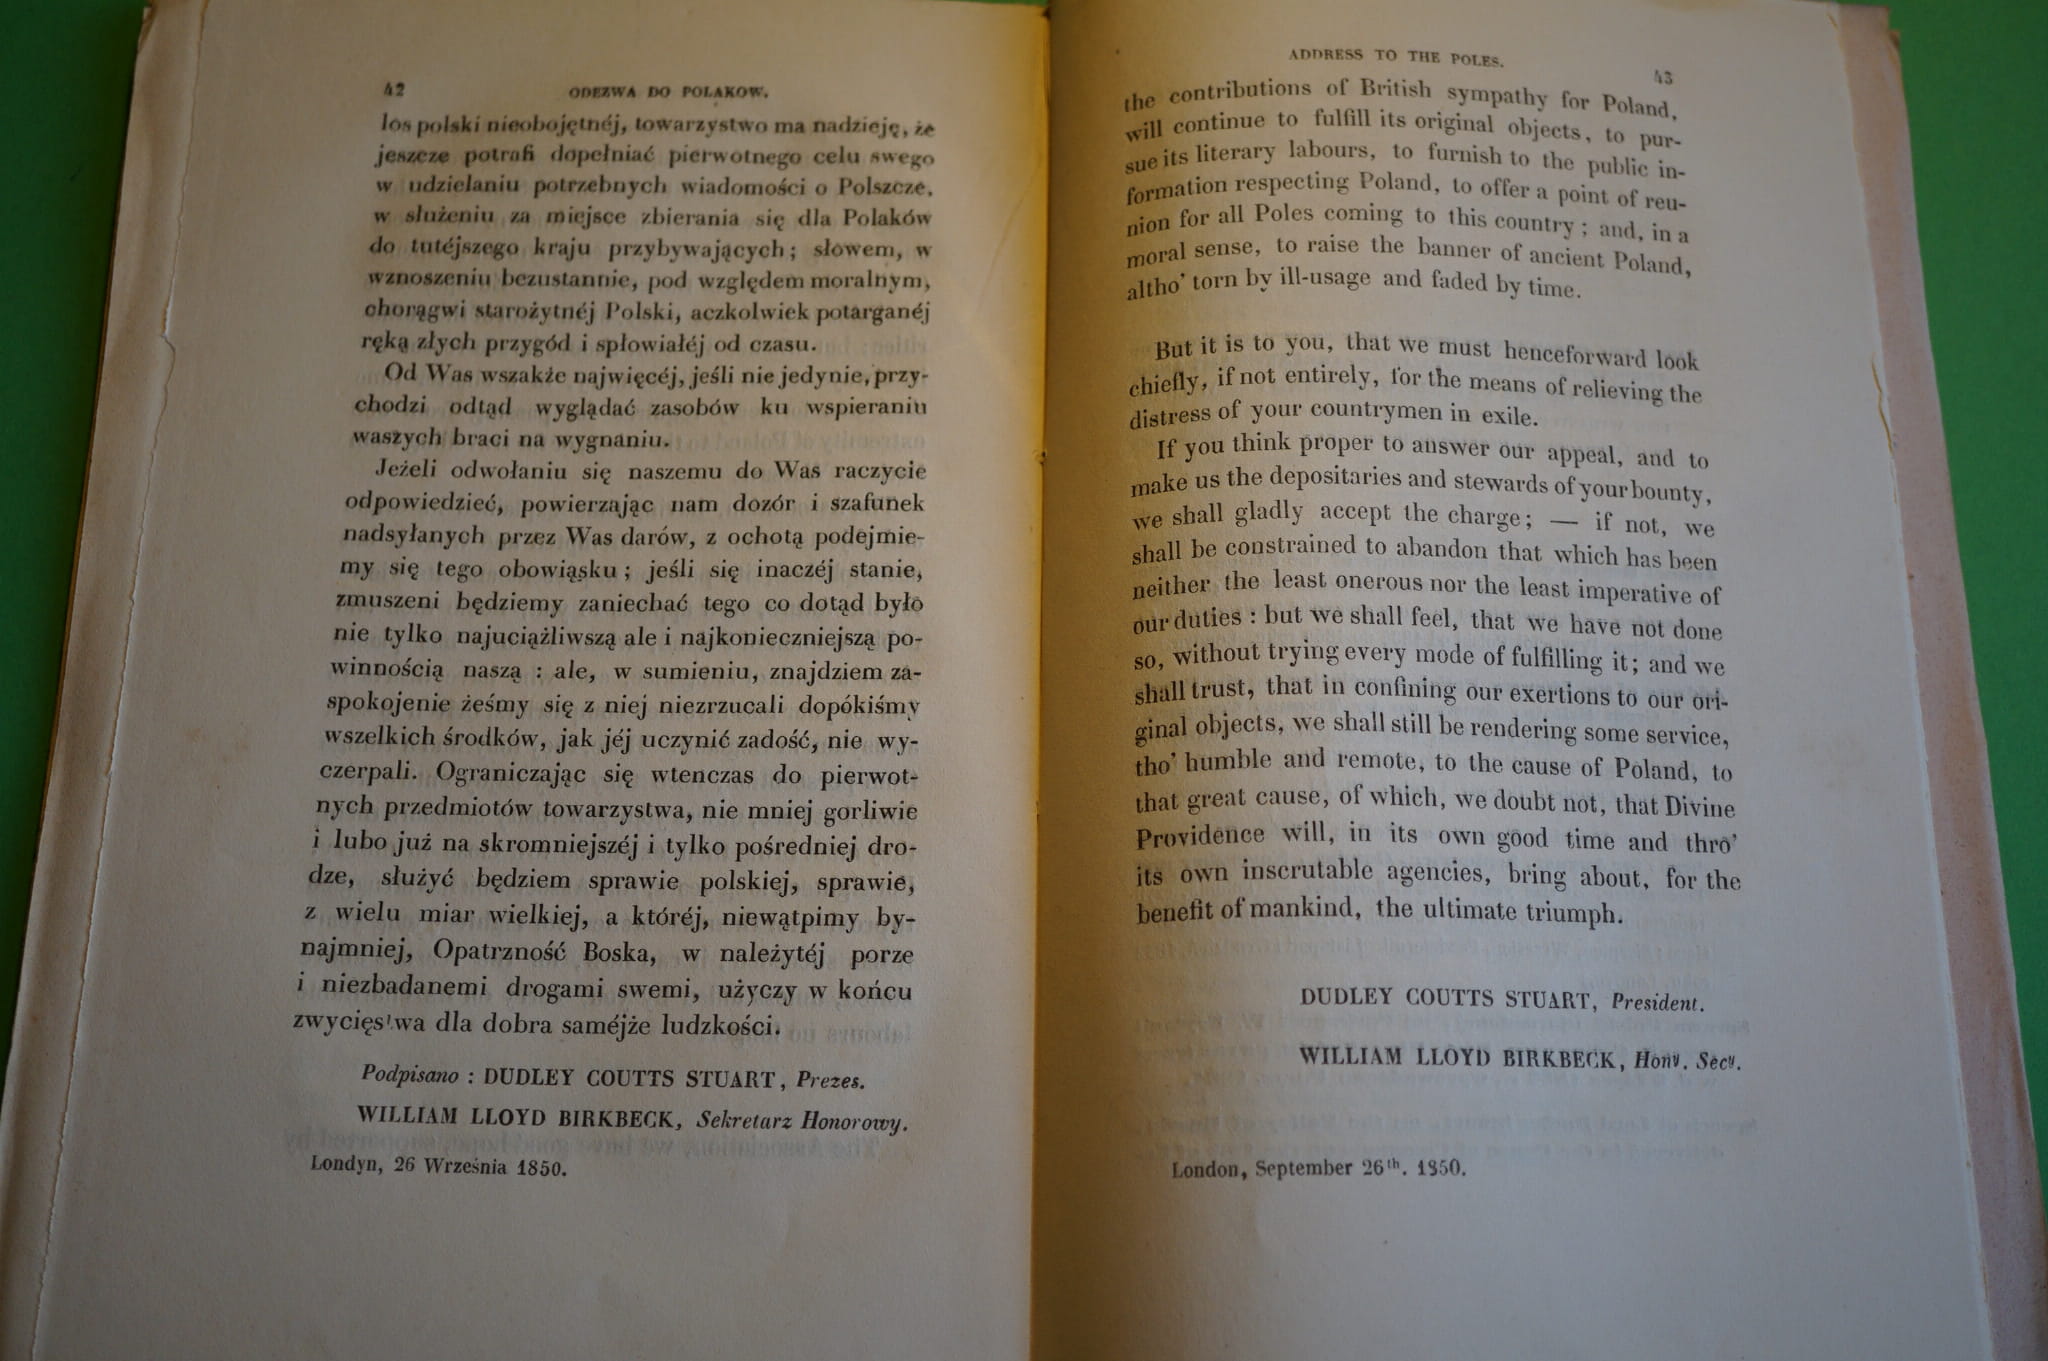 42
ODEZWA DO POLAKOW.
los polski nieobojętnéj, towarzystwo ma nadzieję, że
jeszcze potrafi dopełniać pierwotnego celu swego
w udzielaniu potrzebnych wiadomości o Polszcze,
w służeniu za miejsce zbierania się dla Polaków
do tutéjszego kraju przybywających; słowem, w
wznoszeniu bezustannie, pod względem moralnym,
chorągwi starożytnéj Polski, aczkolwiek potarganéj
ręką złych przygód i spłowiałéj od czasu.
Od Was wszakże najwięcéj, jeśli nie jedynie, przy-
chodzi odtąd wyglądać zasobów ku wspieraniu
waszych braci na wygnaniu.
Jeżeli odwołaniu się naszemu do Was raczycie
odpowiedzieć, powierzając nam dozór i szafunek
nadsyłanych przez Was darów, z ochotą podejmie-
my się tego obowiąsku; jeśli się inaczéj stanie,
zmuszeni będziemy zaniechać tego co dotąd było
nie tylko najuciążliwszą ale i najkonieczniejszą po-
winnością naszą : ale, w sumieniu, znajdziem za-
spokojenie żeśmy się z niej niezrzucali dopókiśmy
wszelkich środków, jak jéj uczynić zadość, nie wy-
czerpali. Ograniczając się wtenczas do pierwot-
nych przedmiotów towarzystwa, nie mniej gorliwie
i lubo już na skromniejszéj i tylko pośredniej dro-
dze, służyć będziem sprawie polskiej, sprawie,
z wielu miar wielkiej, a któréj, niewątpimy by-
najmniej, Opatrzność Boska, w należytéj porze
i niezbadanemi drogami swemi, użyczy w końcu
zwycięstwa dla dobra saméjże ludzkości.
Podpisano : DUDLEY COUTTS STUART, Prezes.
WILLIAM LLOYD BIRKBECK, Sekretarz Honorowy.
Londyn, 26 Września 1850.
ADDRESS TO THE POLES.
43
the contributions of British sympathy for Poland,
will continue to fulfill its original objects, to pur-
sue its literary labours, to furnish to the public in-
formation respecting Poland, to offer a point of reu-
nion for all Poles coming to this country; and, in a
moral sense, to raise the banner of ancient Poland,
altho' torn by ill-usage and faded by time.
But it is to you, that we must henceforward look
chiefly, if not entirely, for the means of relieving the
distress of your countrymen in exile.
If you think proper to answer our appeal, and to
make us the depositaries and stewards of your bounty,
we shall gladly accept the charge; — if not, we
shall be constrained to abandon that which has been
neither the least onerous nor the least imperative of
our duties : but we shall feel, that we have not done
so, without trying every mode of fulfilling it; and we
shall trust, that in confining our exertions to our ori-
ginal objects, we shall still be rendering some service,
tho' humble and remote, to the cause of Poland, to
that great cause, of which, we doubt not, that Divine
Providence will, in its own good time and thro'
its own inscrutable agencies, bring about, for the
benefit of mankind, the ultimate triumph.
DUDLEY COUTTS STUART, President.
WILLIAM LLOYD BIRKBECK, Honʸ. Secʸ.
London, September 26ᵗʰ. 1850.